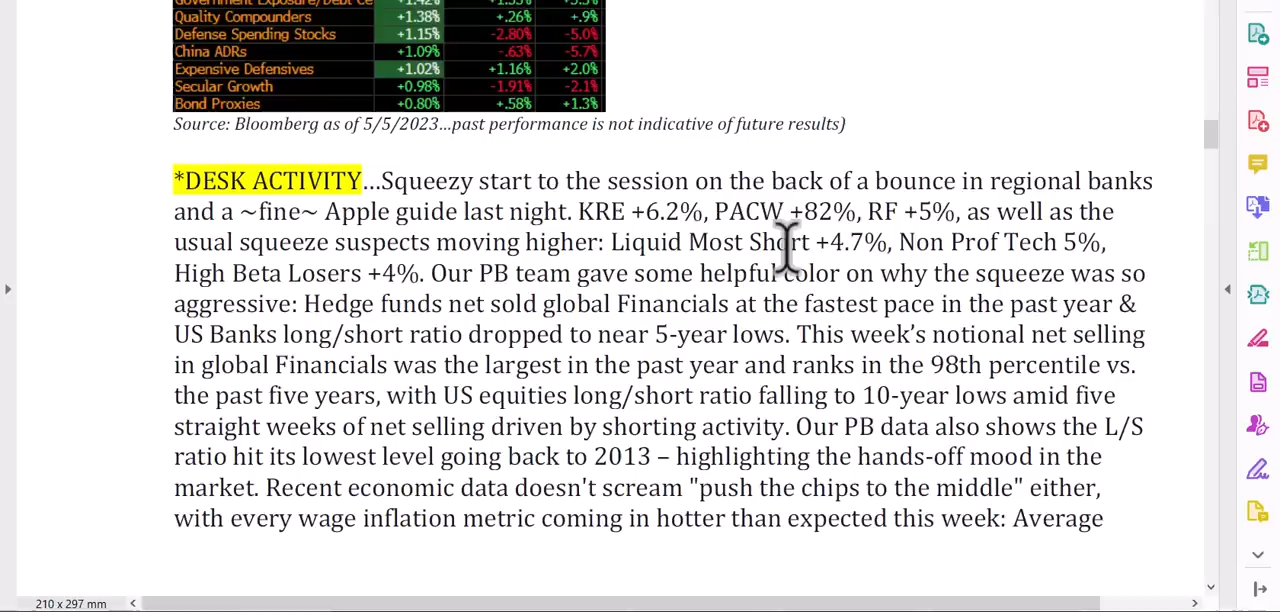 Quality Compounders +1.38% +.26% +.9%
Defense Spending Stocks +1.15% -2.80% -5.0%
China ADRs +1.09% -.63% -5.7%
Expensive Defensives +1.02% +1.16% +2.0%
Secular Growth +0.98% -1.91% -2.1%
Bond Proxies +0.80% +.58% +1.3%
Source: Bloomberg as of 5/5/2023...past performance is not indicative of future results)
*DESK ACTIVITY...Squeezy start to the session on the back of a bounce in regional banks
and a ~fine~ Apple guide last night. KRE +6.2%, PACW +82%, RF +5%, as well as the
usual squeeze suspects moving higher: Liquid Most Short +4.7%, Non Prof Tech 5%,
High Beta Losers +4%. Our PB team gave some helpful color on why the squeeze was so
aggressive: Hedge funds net sold global Financials at the fastest pace in the past year &
US Banks long/short ratio dropped to near 5-year lows. This week’s notional net selling
in global Financials was the largest in the past year and ranks in the 98th percentile vs.
the past five years, with US equities long/short ratio falling to 10-year lows amid five
straight weeks of net selling driven by shorting activity. Our PB data also shows the L/S
ratio hit its lowest level going back to 2013 – highlighting the hands-off mood in the
market. Recent economic data doesn't scream "push the chips to the middle" either,
with every wage inflation metric coming in hotter than expected this week: Average
210 x 297 mm